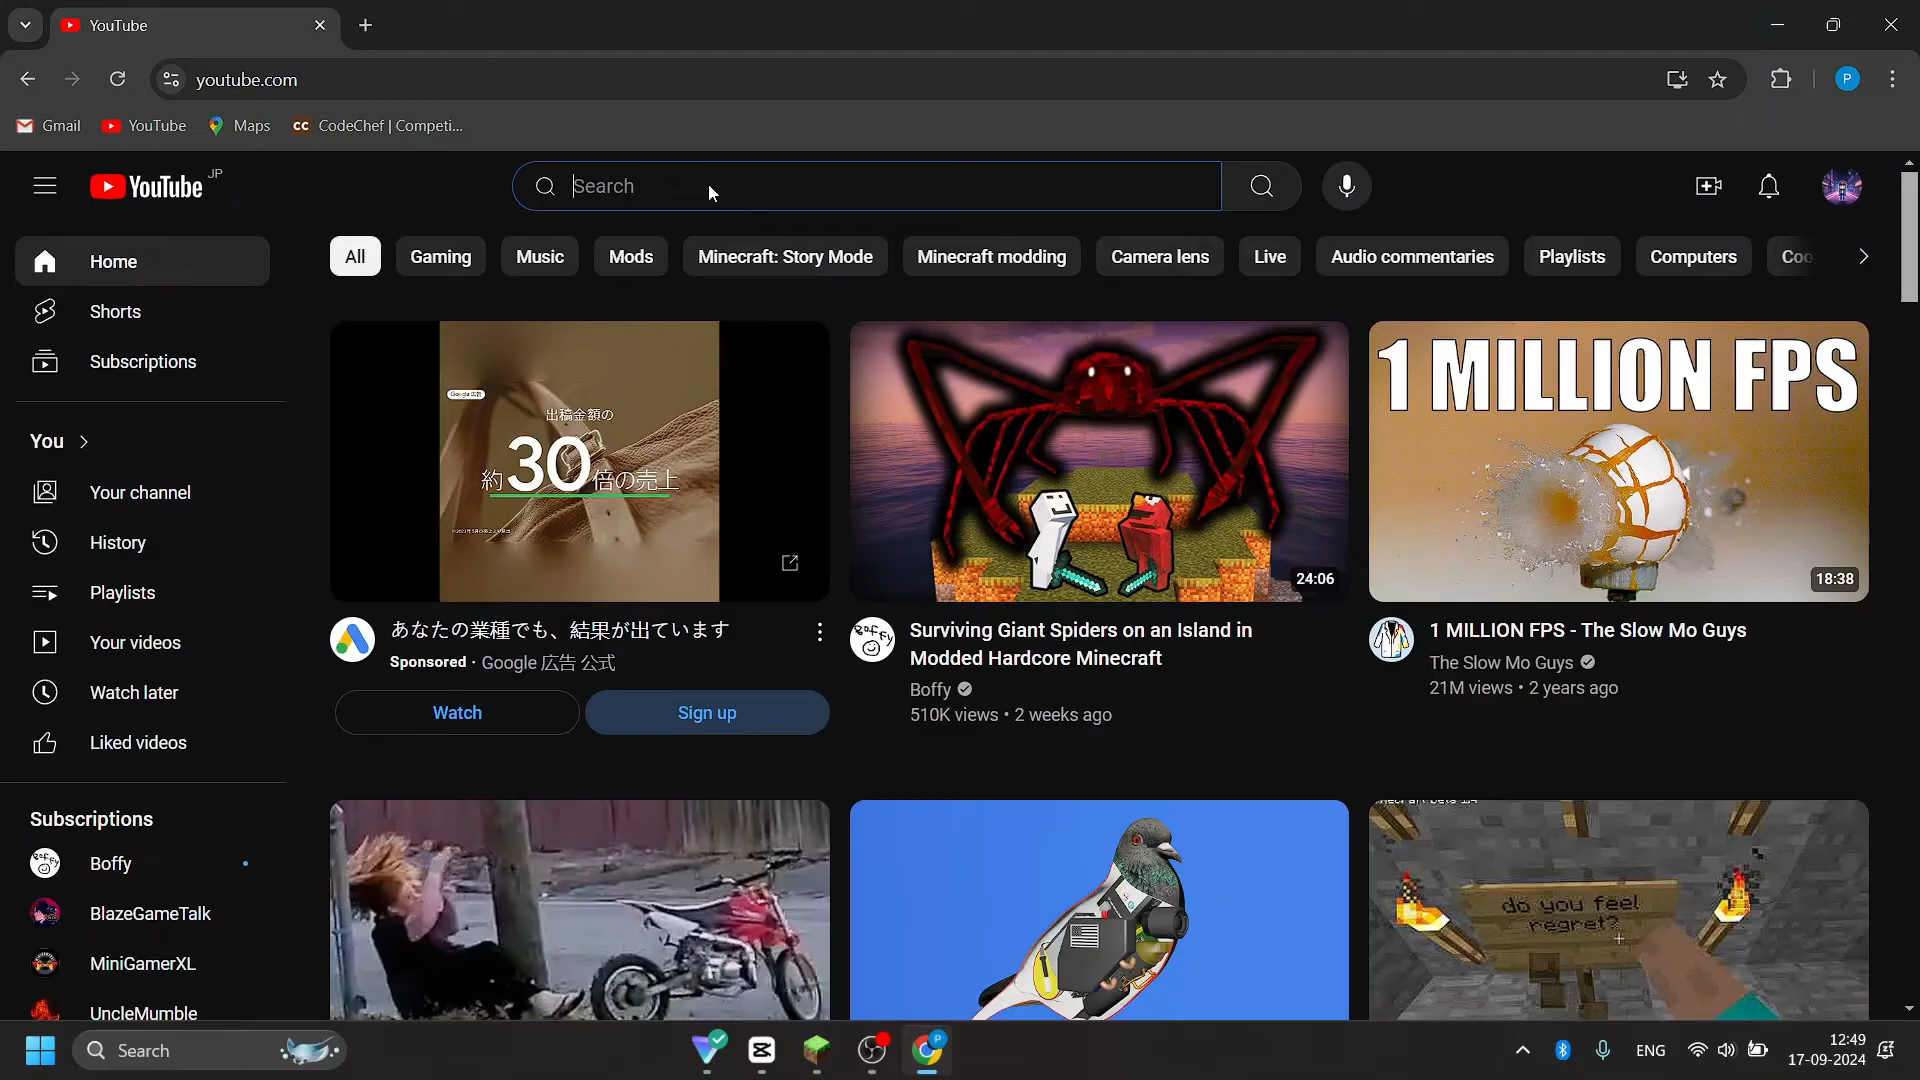 YouTube
youtube.com
P
Gmail
YouTube
Maps
CC CodeChef | Competi...
YouTube JP
Search
All
Gaming
Music
Mods
Minecraft: Story Mode
Minecraft modding
Camera lens
Live
Audio commentaries
Playlists
Computers
Home
Shorts
Subscriptions
You
Your channel
History
Playlists
Your videos
Watch later
Liked videos
Subscriptions
Boffy
BlazeGameTalk
MiniGamerXL
UncleMumble
Google 広告
出稿金額の
約30倍の売上
あなたの業種でも、結果が出ています
Sponsored · Google 広告 公式
Watch
Sign up
24:06
Boffy
Surviving Giant Spiders on an Island in
Modded Hardcore Minecraft
Boffy
510K views • 2 weeks ago
1 MILLION FPS
18:38
1 MILLION FPS - The Slow Mo Guys
The Slow Mo Guys
21M views • 2 years ago
do you feel
regret?
Search
P
ENG
12:49
17-09-2024